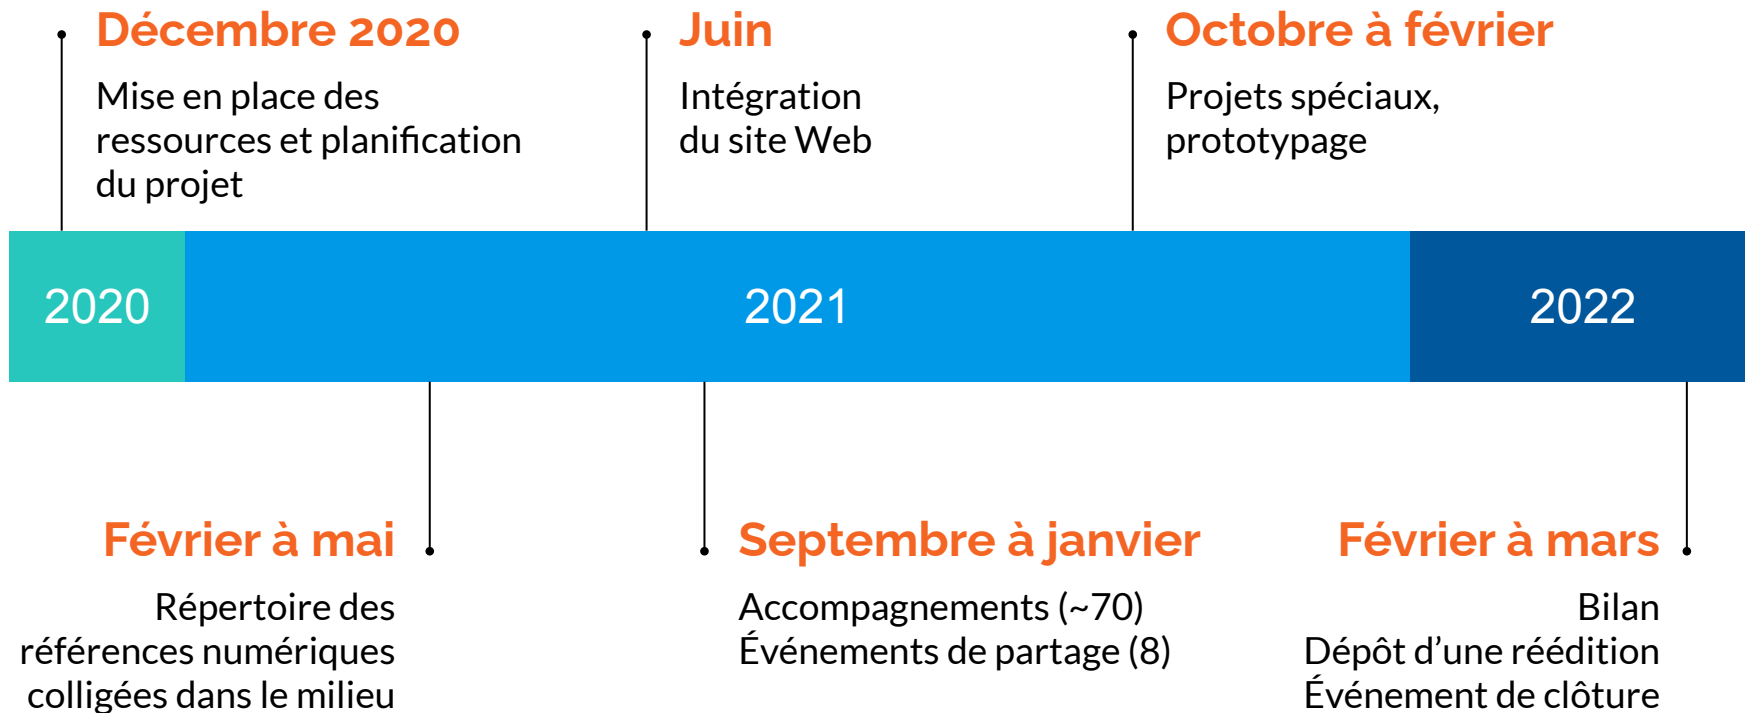 Décembre 2020
Mise en place des
ressources et planification
du projet
Juin
Intégration
du site Web
Octobre à février
Projets spéciaux,
prototypage
2020
2021
2022
Février à mai
Répertoire des
références numériques
colligées dans le milieu
Septembre à janvier
Accompagnements (~70)
Événements de partage (8)
Février à mars
Bilan
Dépôt d’une réédition
Événement de clôture